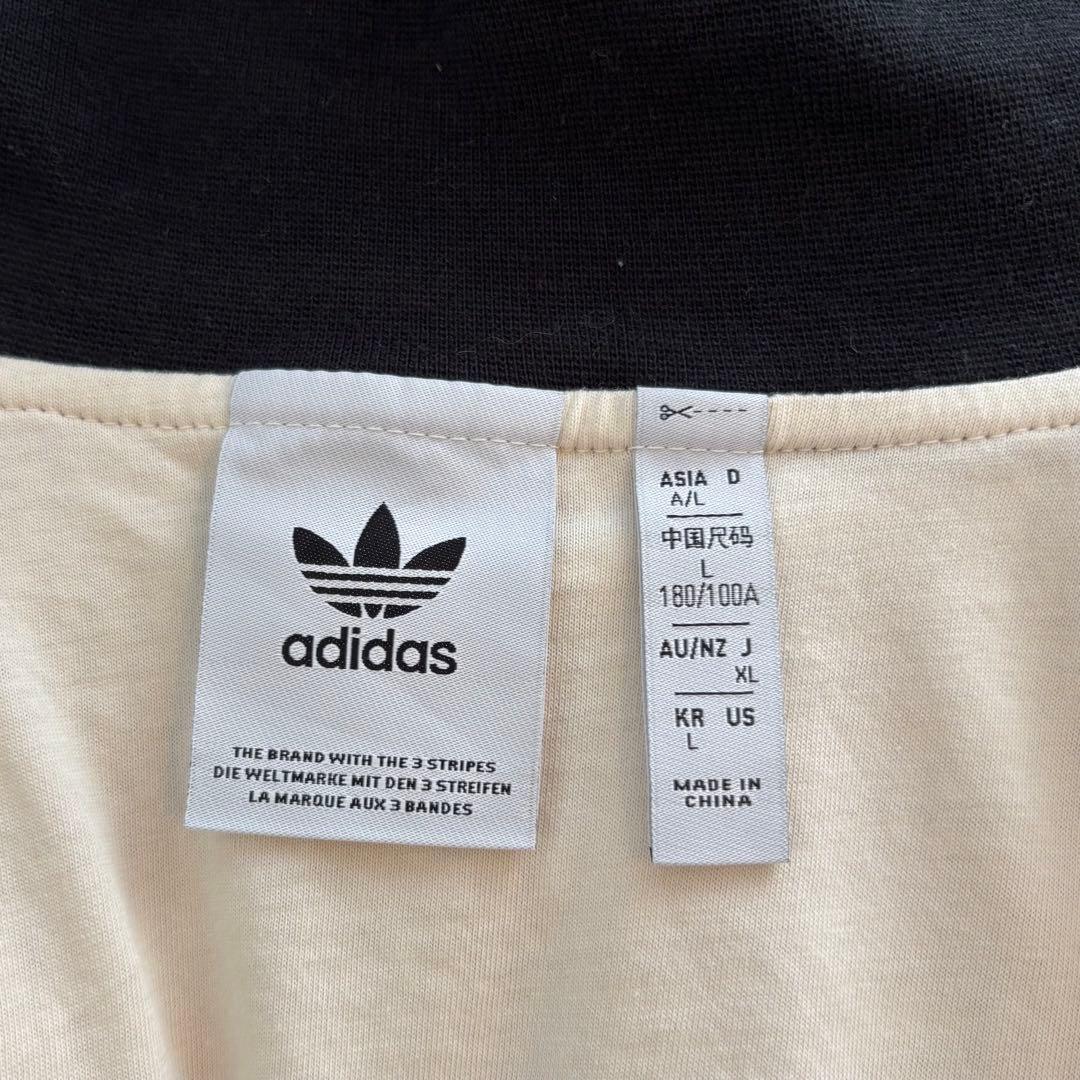 adidas
THE BRAND WITH THE 3 STRIPES
DIE WELTMARKE MIT DEN 3 STREIFEN
LA MARQUE AUX 3 BANDES
ASIA D
A/L
中国尺码
L
180/100A
AU/NZ J
XL
KR US
L
MADE IN
CHINA